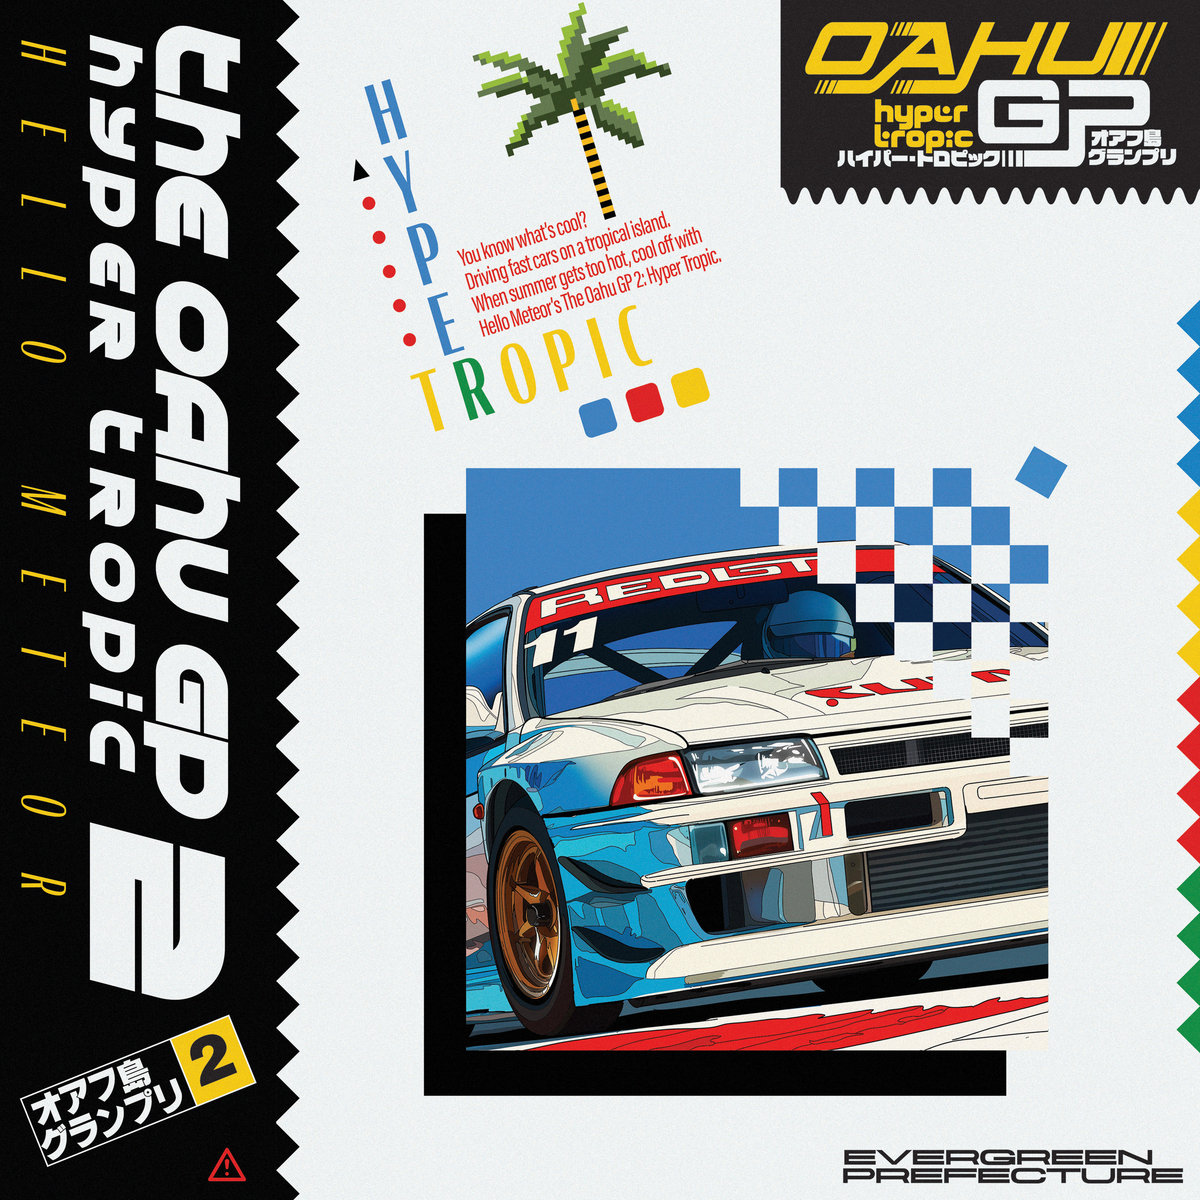 the OAHU GP 2
hyper tropic
HELLO METEOR
オアフ島
グランプリ
2
HYPER
TROPIC
You know what's cool?
Driving fast cars on a tropical island.
When summer gets too hot, cool off with
Hello Meteor's The Oahu GP 2: Hyper Tropic.
OAHU
hyper
tropic
GP
オアフ島
グランプリ
ハイパー・トロピック
REDLST
11
EVERGREEN
PREFECTURE